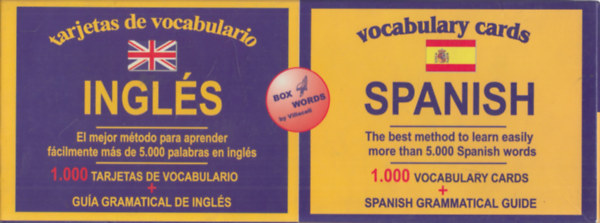 tarjetas de vocabulario
INGLÉS
El mejor método para aprender
fácilmente más de 5.000 palabras en inglés
1.000 TARJETAS DE VOCABULARIO
+
GUÍA GRAMATICAL DE INGLÉS
BOX 4
WORDS
by Villacell
vocabulary cards
SPANISH
The best method to learn easily
more than 5.000 Spanish words
1.000 VOCABULARY CARDS
+
SPANISH GRAMMATICAL GUIDE